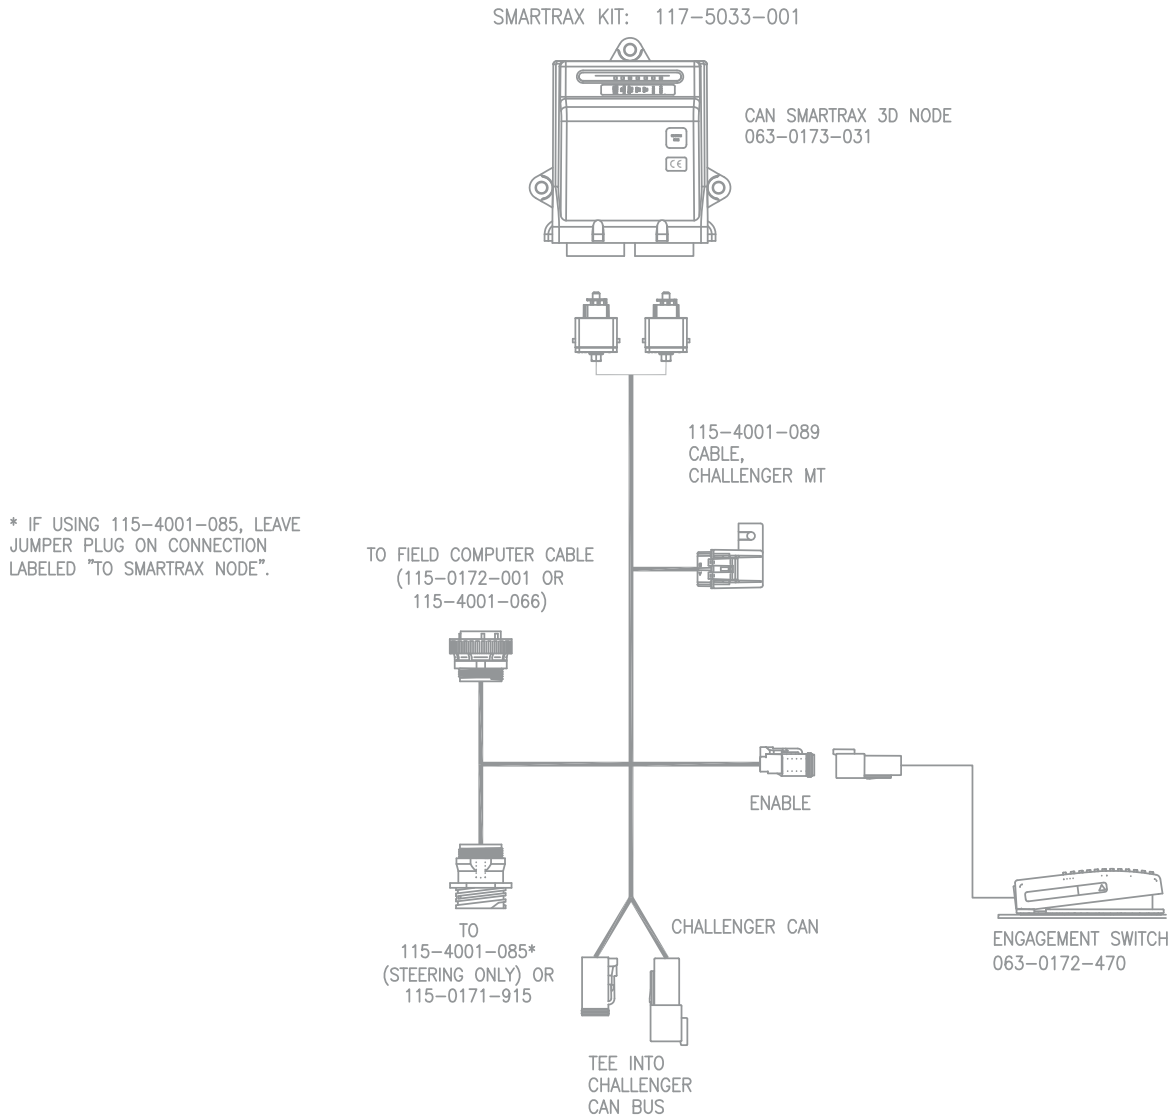 SMARTRAX KIT: 117-5033-001
CAN SMARTRAX 3D NODE
063-0173-031
CE
115-4001-089
CABLE,
CHALLENGER MT
* IF USING 115-4001-085, LEAVE
JUMPER PLUG ON CONNECTION
LABELED "TO SMARTRAX NODE".
TO FIELD COMPUTER CABLE
(115-0172-001 OR
115-4001-066)
ENABLE
TO
115-4001-085*
(STEERING ONLY) OR
115-0171-915
CHALLENGER CAN
ENGAGEMENT SWITCH
063-0172-470
TEE INTO
CHALLENGER
CAN BUS